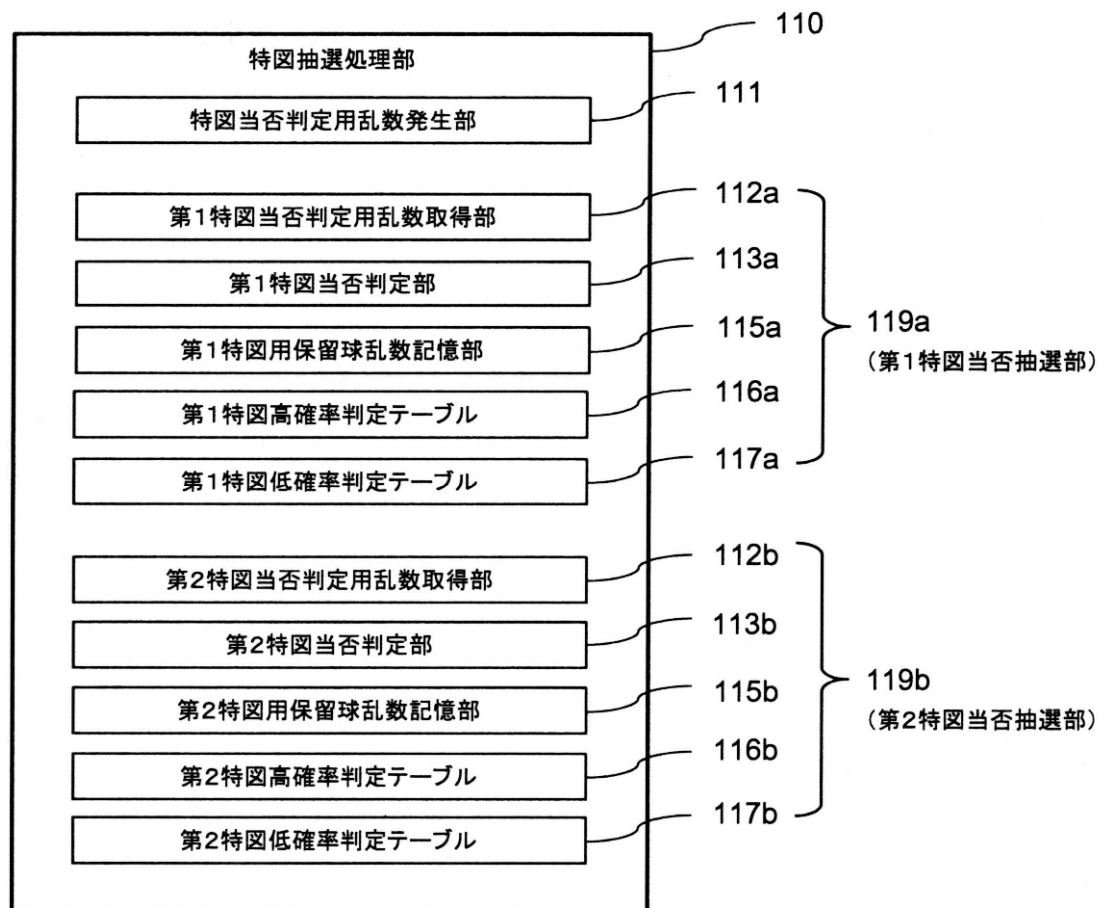 110
特図抽選処理部
特図当否判定用乱数発生部
111
第1特図当否判定用乱数取得部
112a
第1特図当否判定部
113a
第1特図用保留球乱数記憶部
115a
第1特図高確率判定テーブル
116a
第1特図低確率判定テーブル
117a
119a
(第1特図当否抽選部)
第2特図当否判定用乱数取得部
112b
第2特図当否判定部
113b
第2特図用保留球乱数記憶部
115b
第2特図高確率判定テーブル
116b
第2特図低確率判定テーブル
117b
119b
(第2特図当否抽選部)